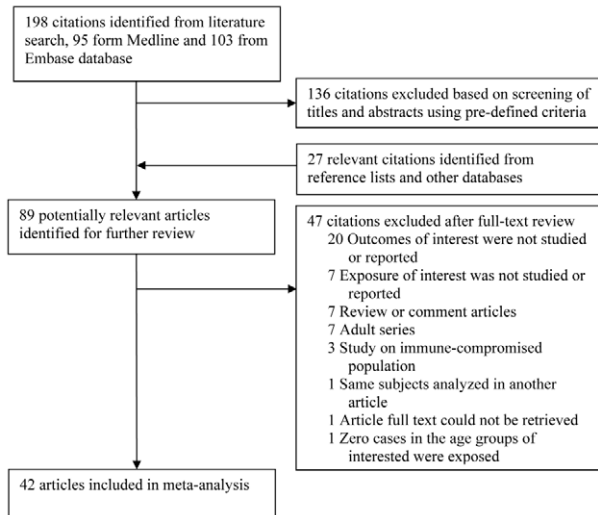 198 citations identified from literature
search, 95 form Medline and 103 from
Embase database
136 citations excluded based on screening of
titles and abstracts using pre-defined criteria
27 relevant citations identified from
reference lists and other databases
89 potentially relevant articles
identified for further review
47 citations excluded after full-text review
20 Outcomes of interest were not studied
or reported
7 Exposure of interest was not studied or
reported
7 Review or comment articles
7 Adult series
3 Study on immune-compromised
population
1 Same subjects analyzed in another
article
1 Article full text could not be retrieved
1 Zero cases in the age groups of
interested were exposed
42 articles included in meta-analysis